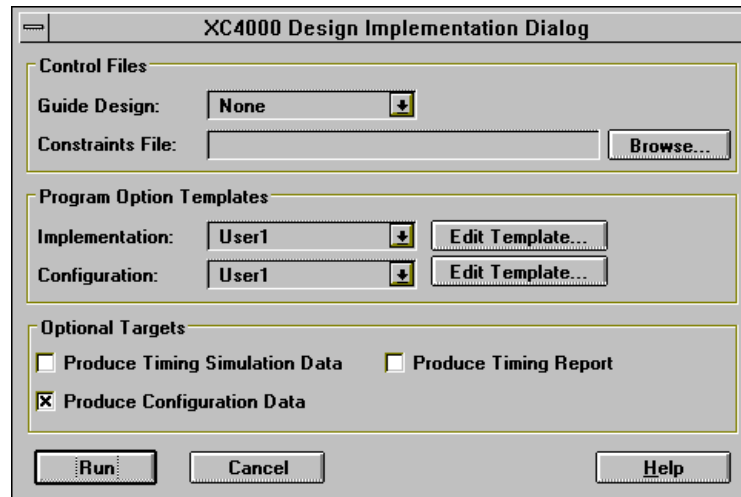 XC4000 Design Implementation Dialog
Control Files
Guide Design: None
Constraints File: Browse...
Program Option Templates
Implementation: User1 Edit Template...
Configuration: User1 Edit Template...
Optional Targets
Produce Timing Simulation Data Produce Timing Report
Produce Configuration Data
Run Cancel Help